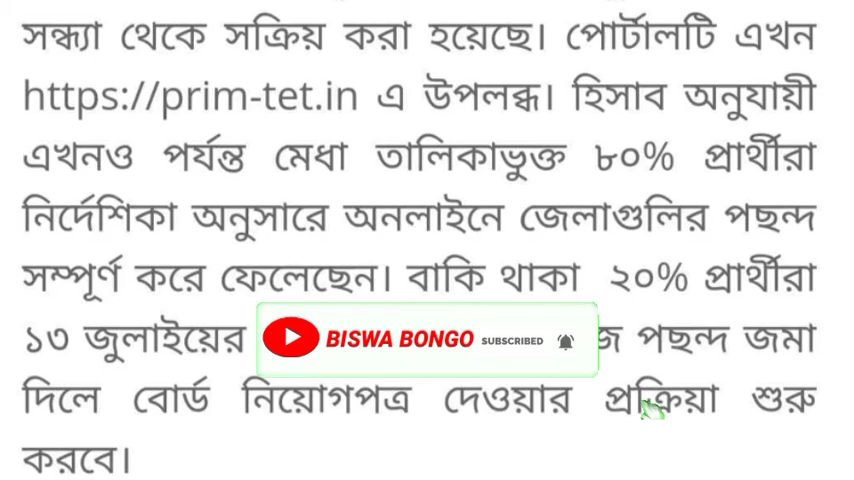 সন্ধ্যা থেকে সক্রিয় করা হয়েছে। পোর্টালটি এখন
https://prim-tet.in এ উপলব্ধ। হিসাব অনুযায়ী
এখনও পর্যন্ত মেধা তালিকাভুক্ত ৮০% প্রার্থীরা
নির্দেশিকা অনুসারে অনলাইনে জেলাগুলির পছন্দ
সম্পূর্ণ করে ফেলেছেন। বাকি থাকা ২০% প্রার্থীরা
১৩ জুলাইয়ের BISWA BONGO SUBSCRIBED পছন্দ জমা
দিলে বোর্ড নিয়োগপত্র দেওয়ার প্রক্রিয়া শুরু
করবে।